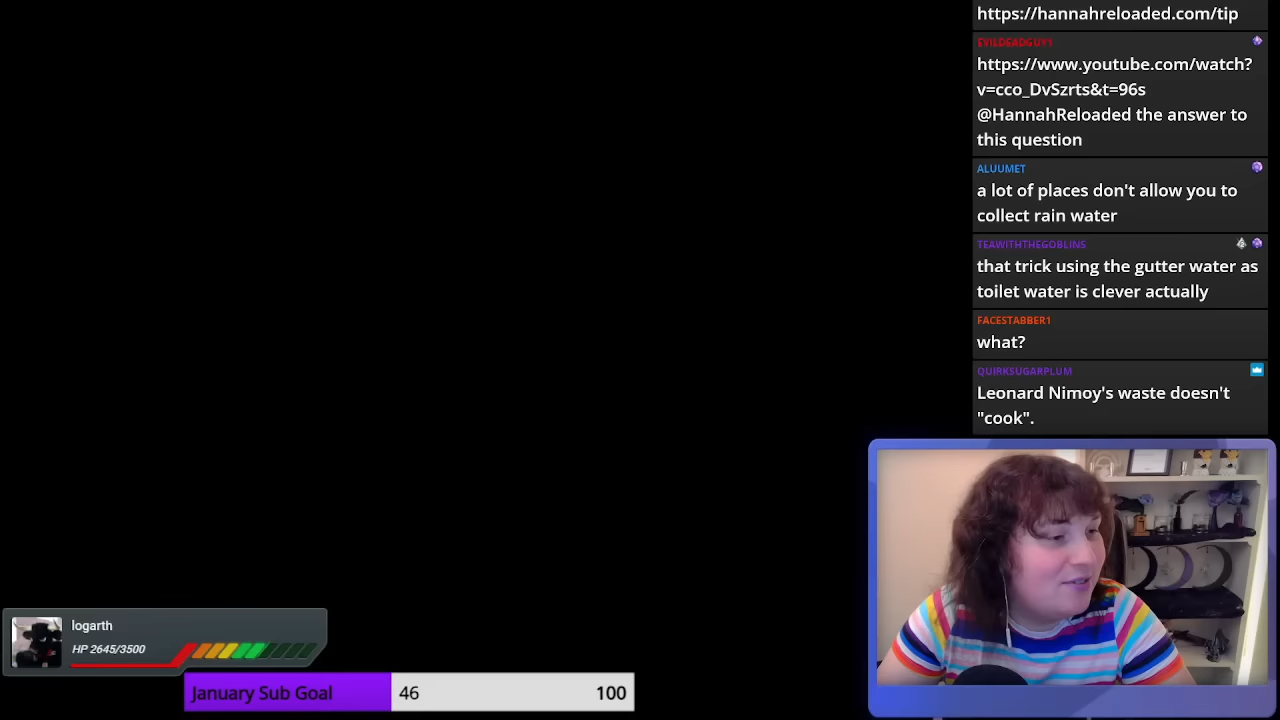 https://hannahreloaded.com/tip
EVILDEADGUY1
https://www.youtube.com/watch?
v=cco_DvSzrts&t=96s
@HannahReloaded the answer to
this question
ALUUMET
a lot of places don't allow you to
collect rain water
TEAWITHTHEGOBLINS
that trick using the gutter water as
toilet water is clever actually
FACESTABBER1
what?
QUIRKSUGARPLUM
Leonard Nimoy's waste doesn't
"cook".
logarth
HP 2645/3500
January Sub Goal 46 100